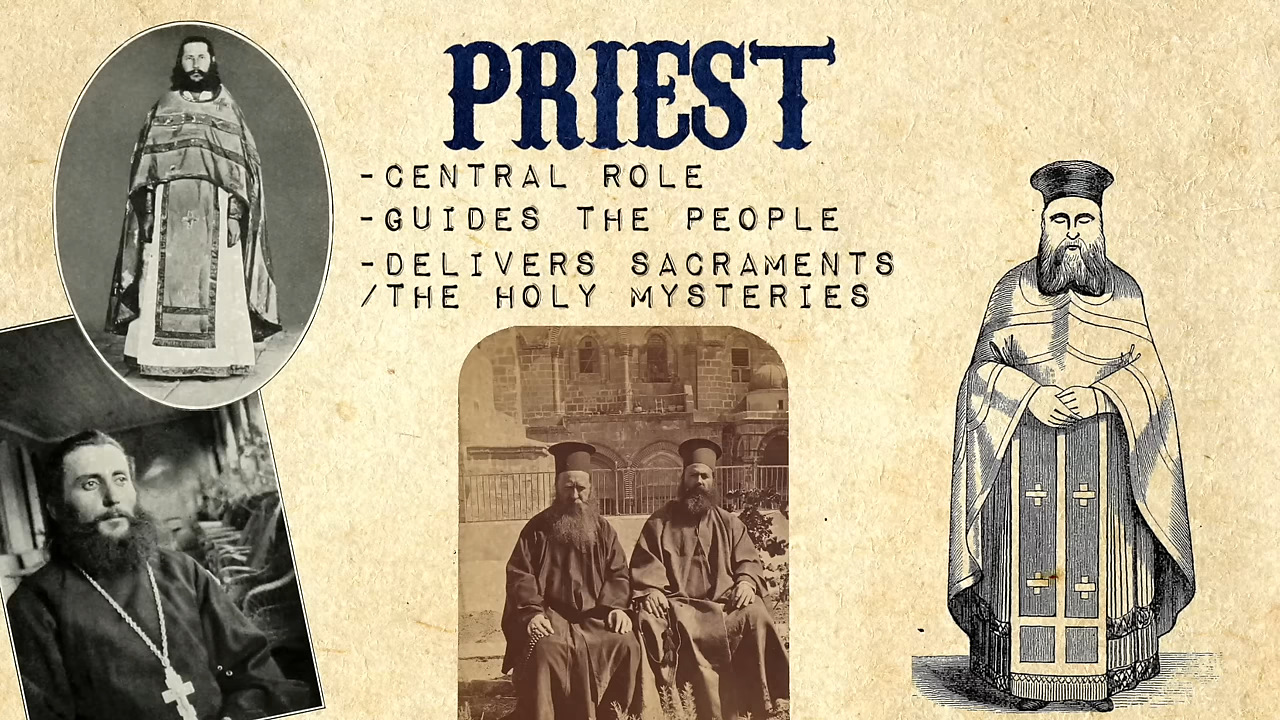 PRIEST
-CENTRAL ROLE
-GUIDES THE PEOPLE
-DELIVERS SACRAMENTS
/THE HOLY MYSTERIES